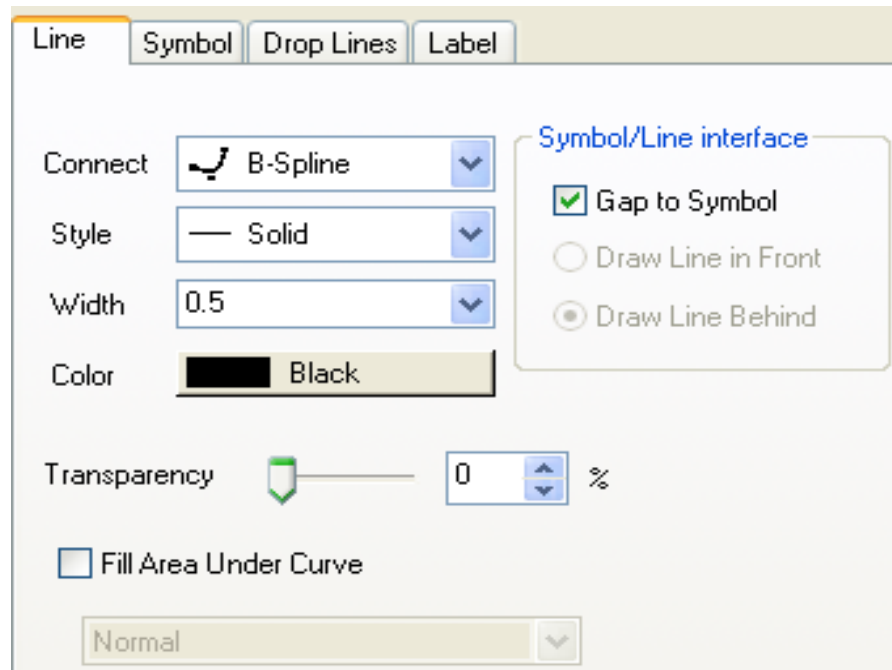 Line Symbol Drop Lines Label
Symbol/Line interface
Connect B-Spline
Gap to Symbol
Style Solid
Draw Line in Front
Width 0.5
Draw Line Behind
Color Black
Transparency 0 %
Fill Area Under Curve
Normal